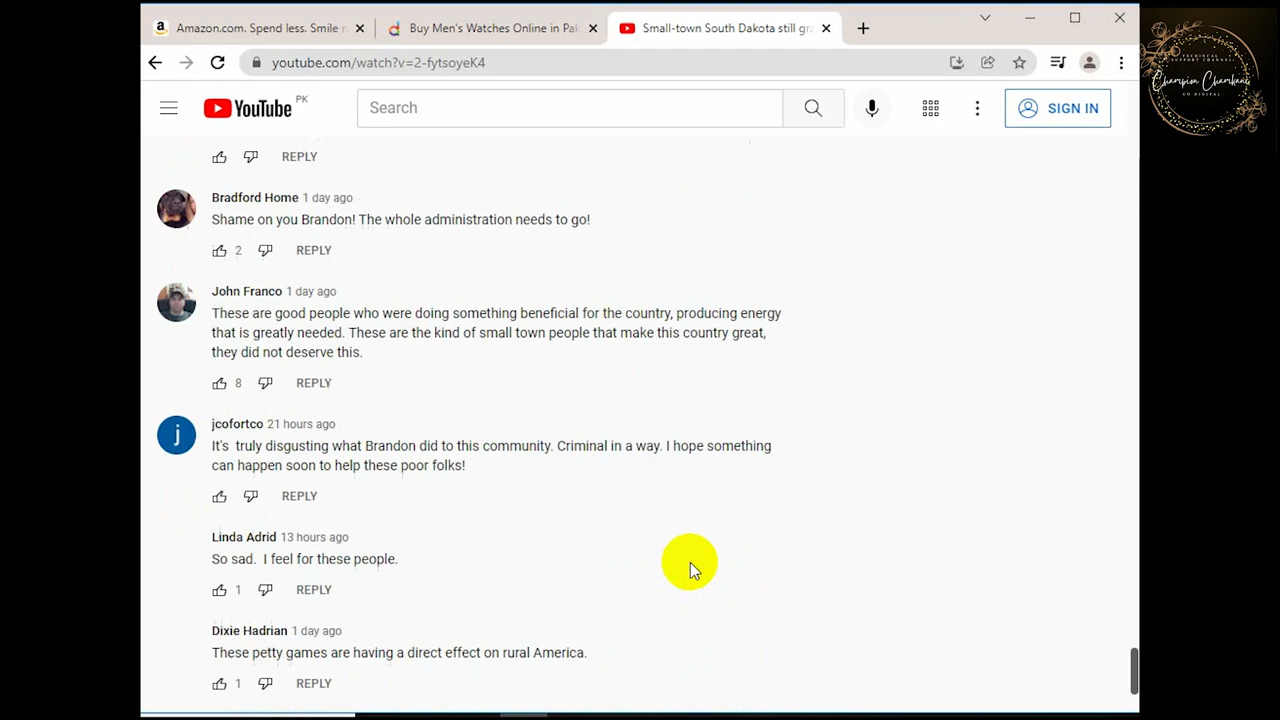 Amazon.com. Spend less. Smile m
Buy Men's Watches Online in Pak
Small-town South Dakota still gra
youtube.com/watch?v=2-fytsoyeK4
YouTube PK
Search
SIGN IN
REPLY
Bradford Home 1 day ago
Shame on you Brandon! The whole administration needs to go!
2 REPLY
John Franco 1 day ago
These are good people who were doing something beneficial for the country, producing energy
that is greatly needed. These are the kind of small town people that make this country great,
they did not deserve this.
8 REPLY
j
jcofortco 21 hours ago
It's truly disgusting what Brandon did to this community. Criminal in a way. I hope something
can happen soon to help these poor folks!
REPLY
Linda Adrid 13 hours ago
So sad. I feel for these people.
1 REPLY
Dixie Hadrian 1 day ago
These petty games are having a direct effect on rural America.
1 REPLY
SUPPORT CHANNEL
Champion
GO DIGITAL